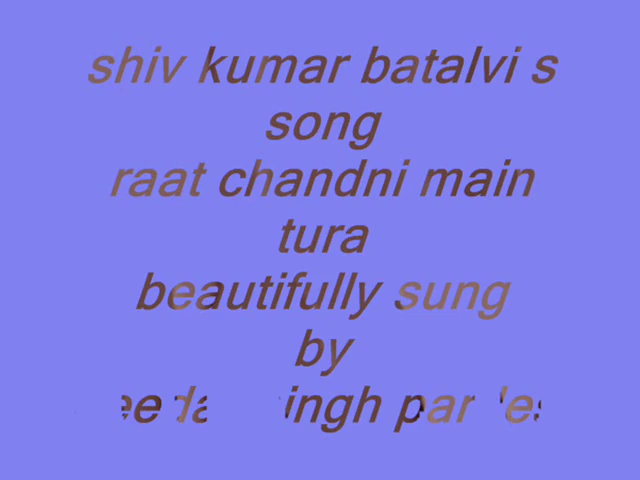 shiv kumar batalvi s
song
raat chandni main
tura
beautifully sung
by